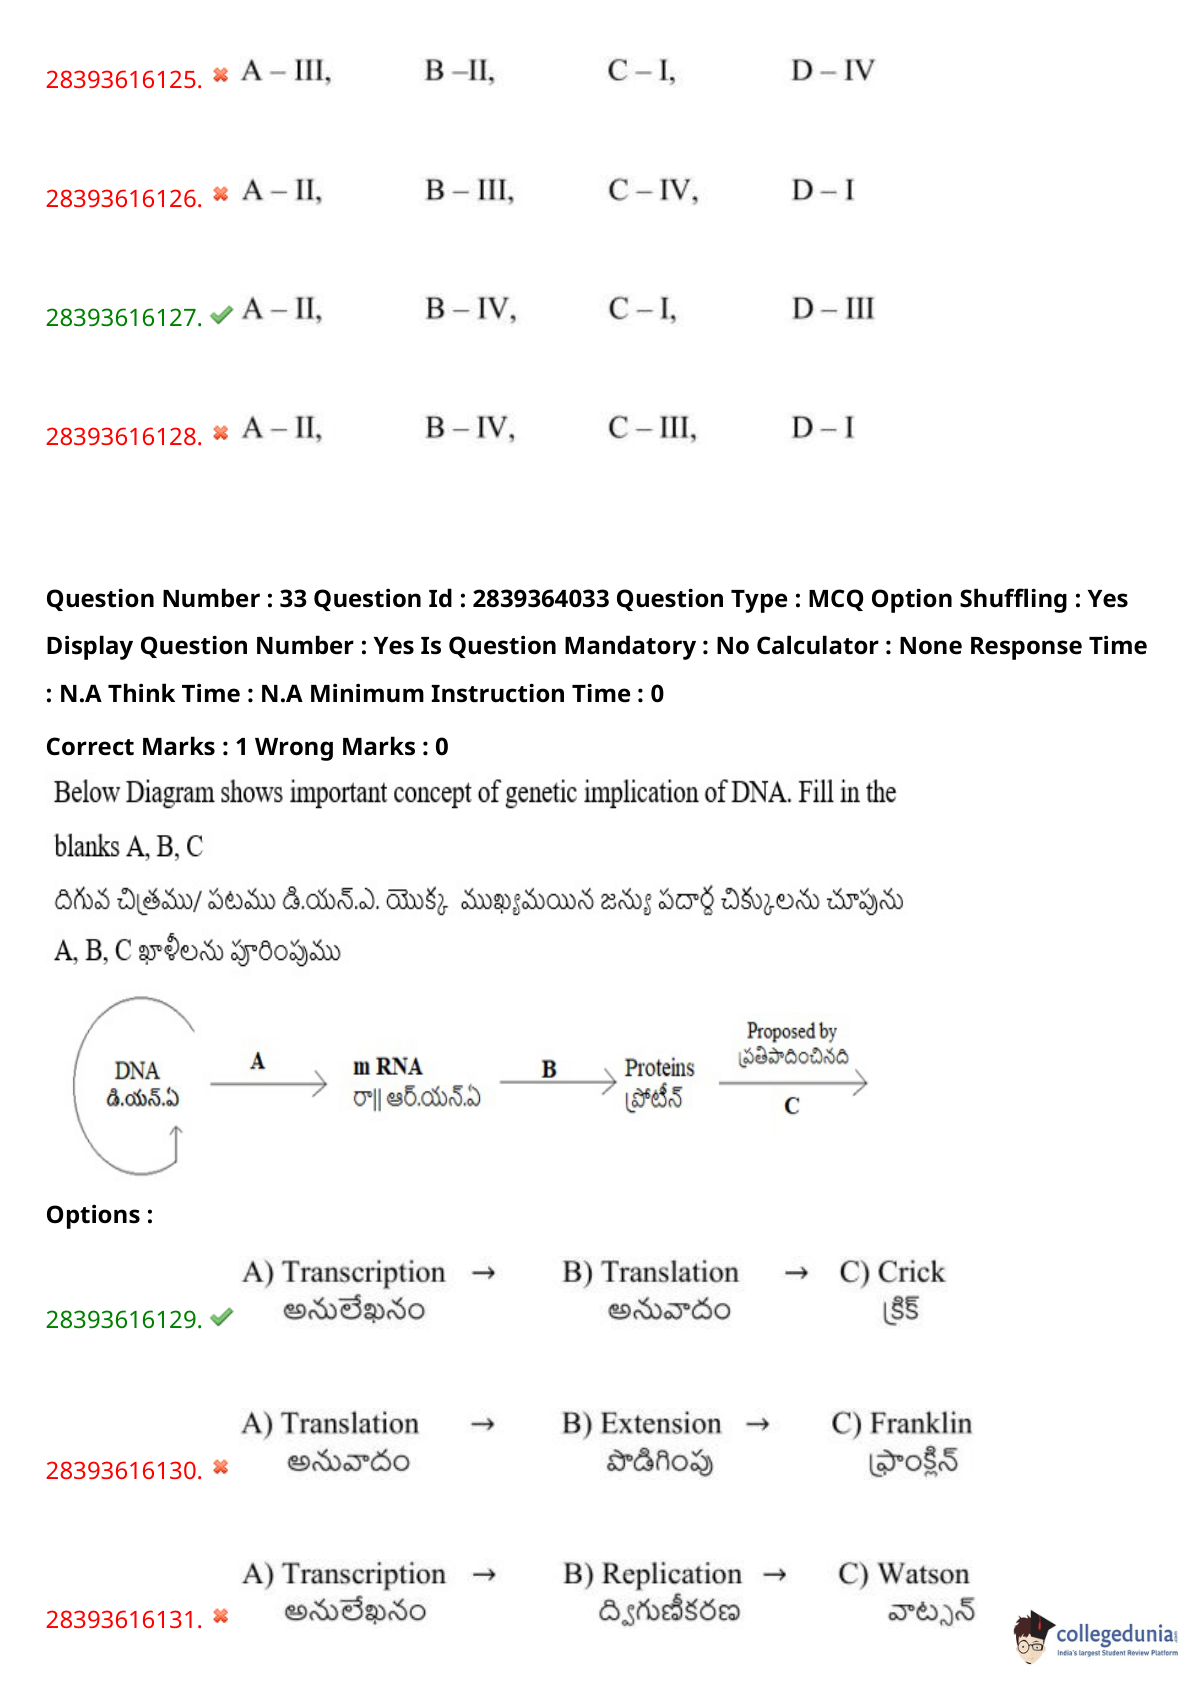 28393616125. A – III, B –II, C – I, D – IV
28393616126. A – II, B – III, C – IV, D – I
28393616127. A – II, B – IV, C – I, D – III
28393616128. A – II, B – IV, C – III, D – I
Question Number : 33 Question Id : 2839364033 Question Type : MCQ Option Shuffling : Yes
Display Question Number : Yes Is Question Mandatory : No Calculator : None Response Time
: N.A Think Time : N.A Minimum Instruction Time : 0
Correct Marks : 1 Wrong Marks : 0
Below Diagram shows important concept of genetic implication of DNA. Fill in the
blanks A, B, C
దిగువ చిత్రము/ పటము డి.యన్.ఎ. యొక్క ముఖ్యమయిన జన్యు పదార్ధ చిక్కులను చూపును
A, B, C ఖాళీలను పూరింపుము
DNA
డి.యన్.ఏ
A
m RNA
రా|| ఆర్.యన్.ఏ
B
Proteins
ప్రోటీన్
Proposed by
ప్రతిపాదించినది
C
Options :
A) Transcription → B) Translation → C) Crick
28393616129. అనులేఖనం అనువాదం క్రిక్
A) Translation → B) Extension → C) Franklin
28393616130. అనువాదం పొడిగింపు ఫ్రాంక్లిన్
A) Transcription → B) Replication → C) Watson
28393616131. అనులేఖనం ద్విగుణీకరణ వాట్సన్
collegedunia
India's largest Student Review Platform